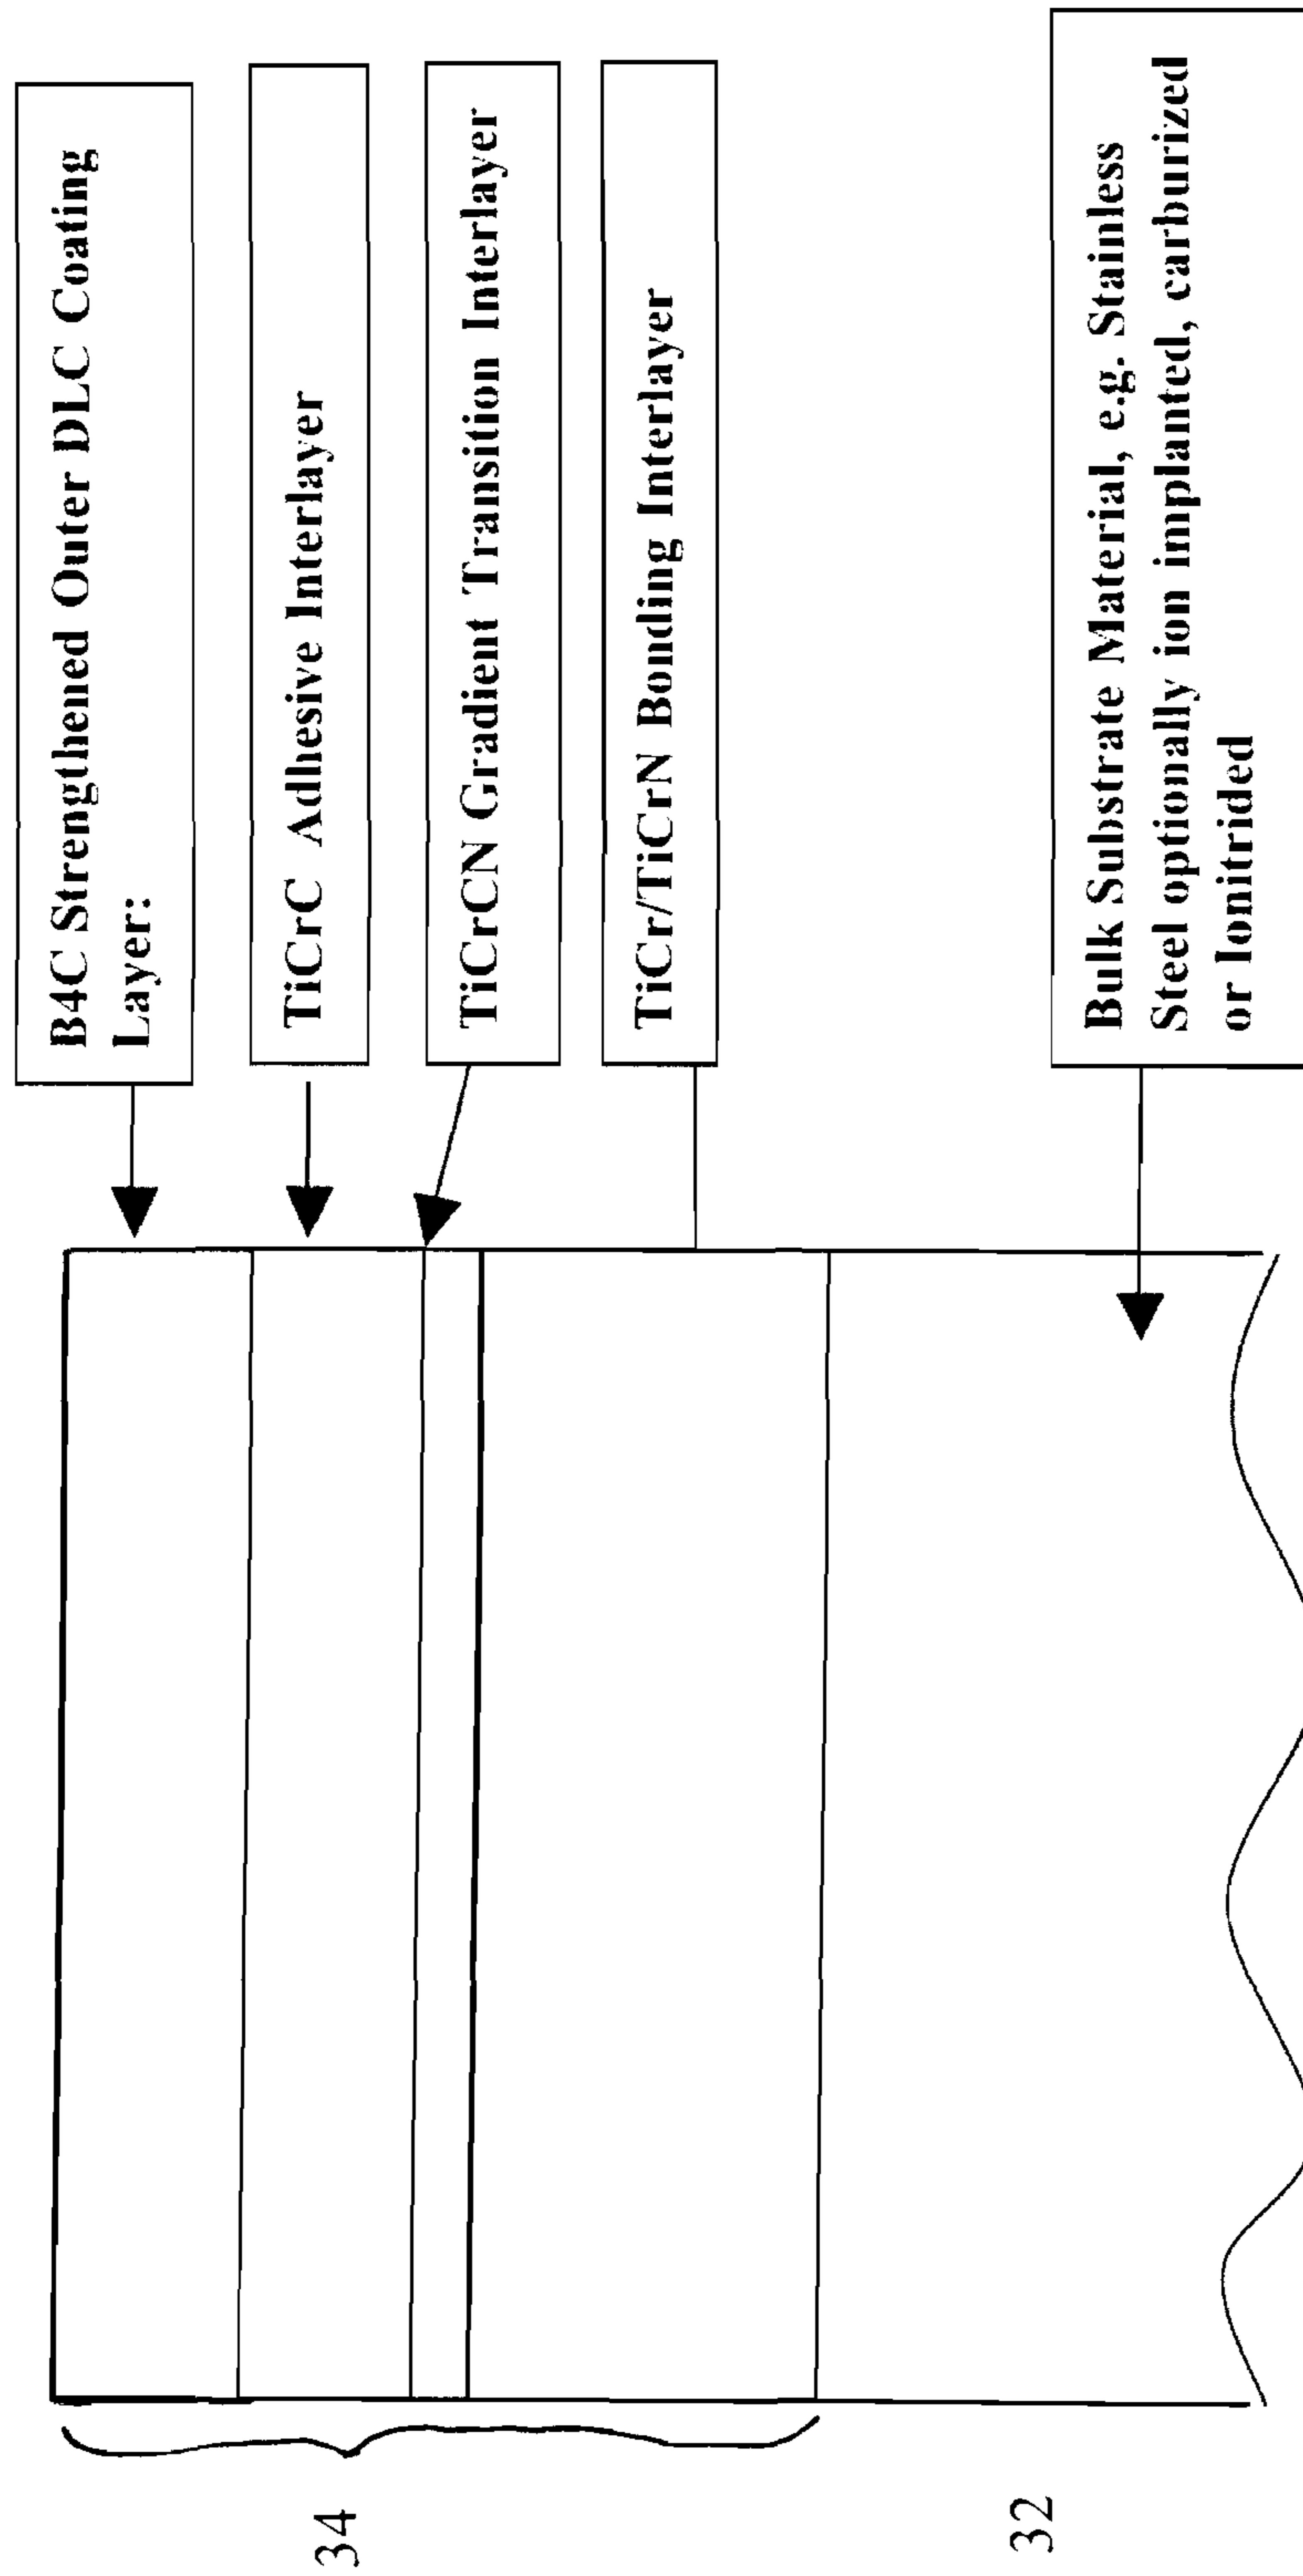 B4C Strengthened Outer DLC Coating
Layer:
TiCrC Adhesive Interlayer
TiCrCN Gradient Transition Interlayer
TiCr/TiCrN Bonding Interlayer
Bulk Substrate Material, e.g. Stainless
Steel optionally ion implanted, carburized
or Ionitrided
34
32